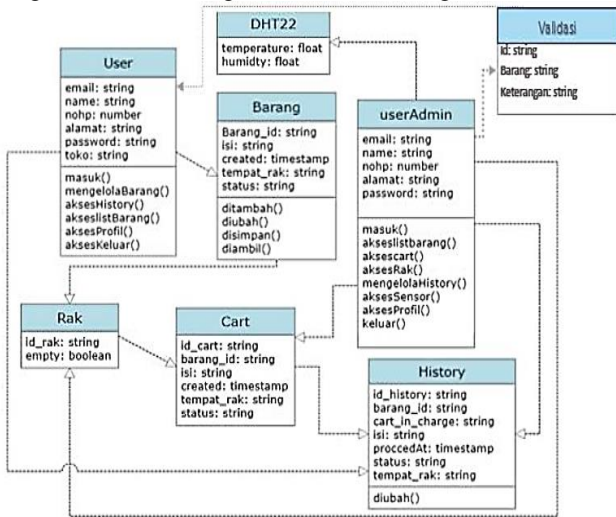 DHT22
temperature: float
humidty: float
Validasi
Id: string
Barang: string
Keterangan: string
User
email: string
name: string
nohp: number
alamat: string
password: string
toko: string
masuk()
mengelolaBarang()
aksesHistory()
akseslistBarang()
aksesProfil()
aksesKeluar()
Barang
Barang_id: string
isi: string
created: timestamp
tempat_rak: string
status: string
ditambah()
diubah()
disimpan()
diambil()
userAdmin
email: string
name: string
nohp: number
alamat: string
password: string
masuk()
akseslistbarang()
aksescart()
aksesRak()
mengelolaHistory()
aksesSensor()
aksesProfil()
keluar()
Rak
id_rak: string
empty: boolean
Cart
id_cart: string
barang_id: string
isi: string
created: timestamp
tempat_rak: string
status: string
History
id_history: string
barang_id: string
cart_in_charge: string
isi: string
proccedAt: timestamp
status: string
tempat_rak: string
diubah()